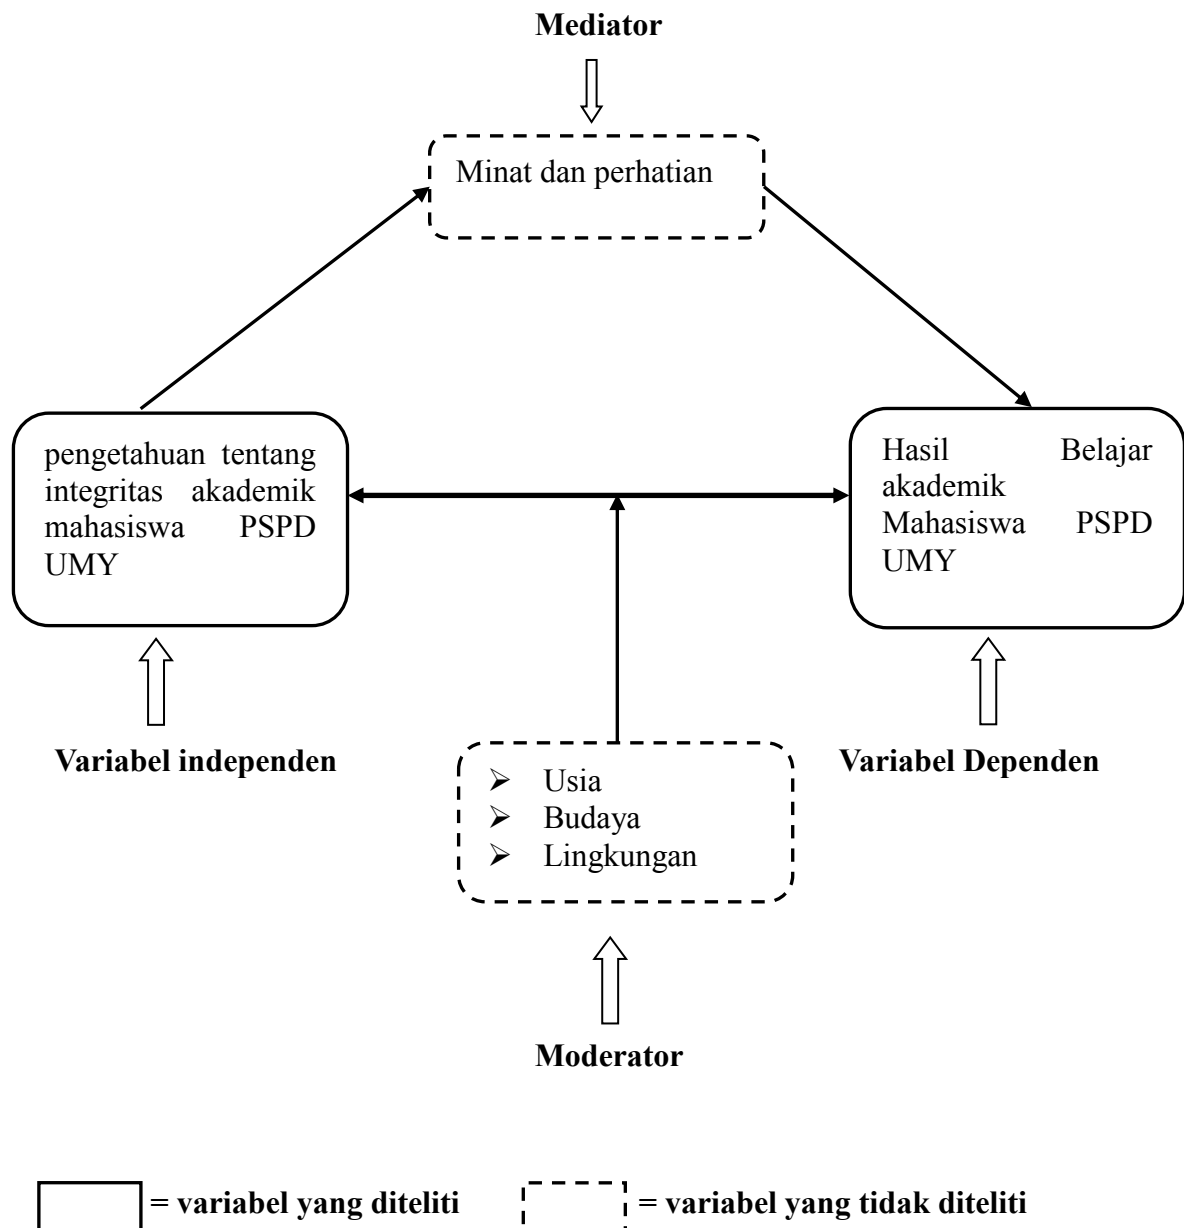 Mediator
Minat dan perhatian
pengetahuan tentang
integritas akademik
mahasiswa PSPD
UMY
Hasil Belajar
akademik
Mahasiswa PSPD
UMY
Variabel independen
Variabel Dependen
➢ Usia
➢ Budaya
➢ Lingkungan
Moderator
= variabel yang diteliti
= variabel yang tidak diteliti